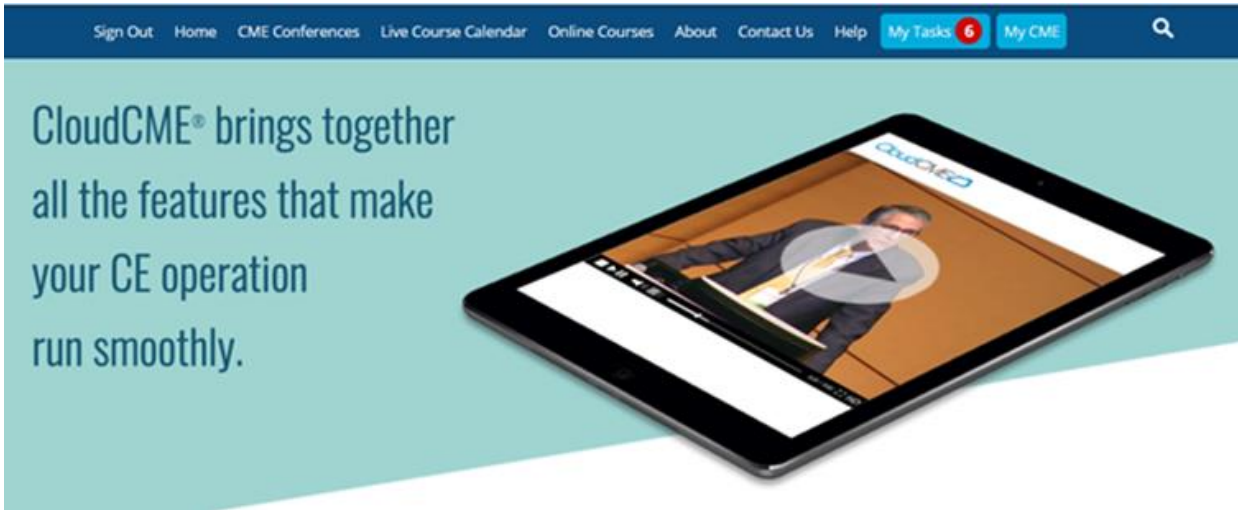 Sign Out Home CME Conferences Live Course Calendar Online Courses About Contact Us Help My Tasks 6 My CME
CloudCME® brings together
all the features that make
your CE operation
run smoothly.
CloudCME